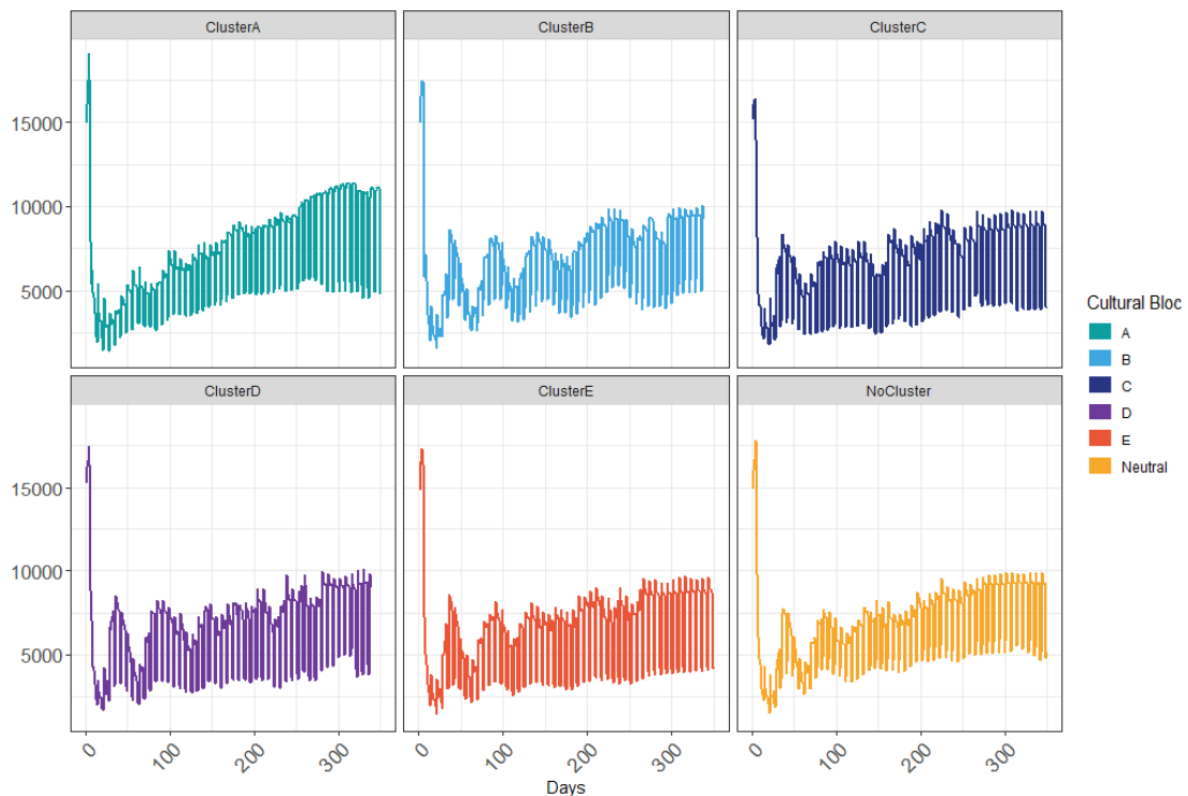 ClusterA
ClusterB
ClusterC
15000
10000
5000
ClusterD
ClusterE
NoCluster
15000
10000
5000
0
100
200
300
0
100
200
300
0
100
200
300
Days
Cultural Bloc
A
B
C
D
E
Neutral